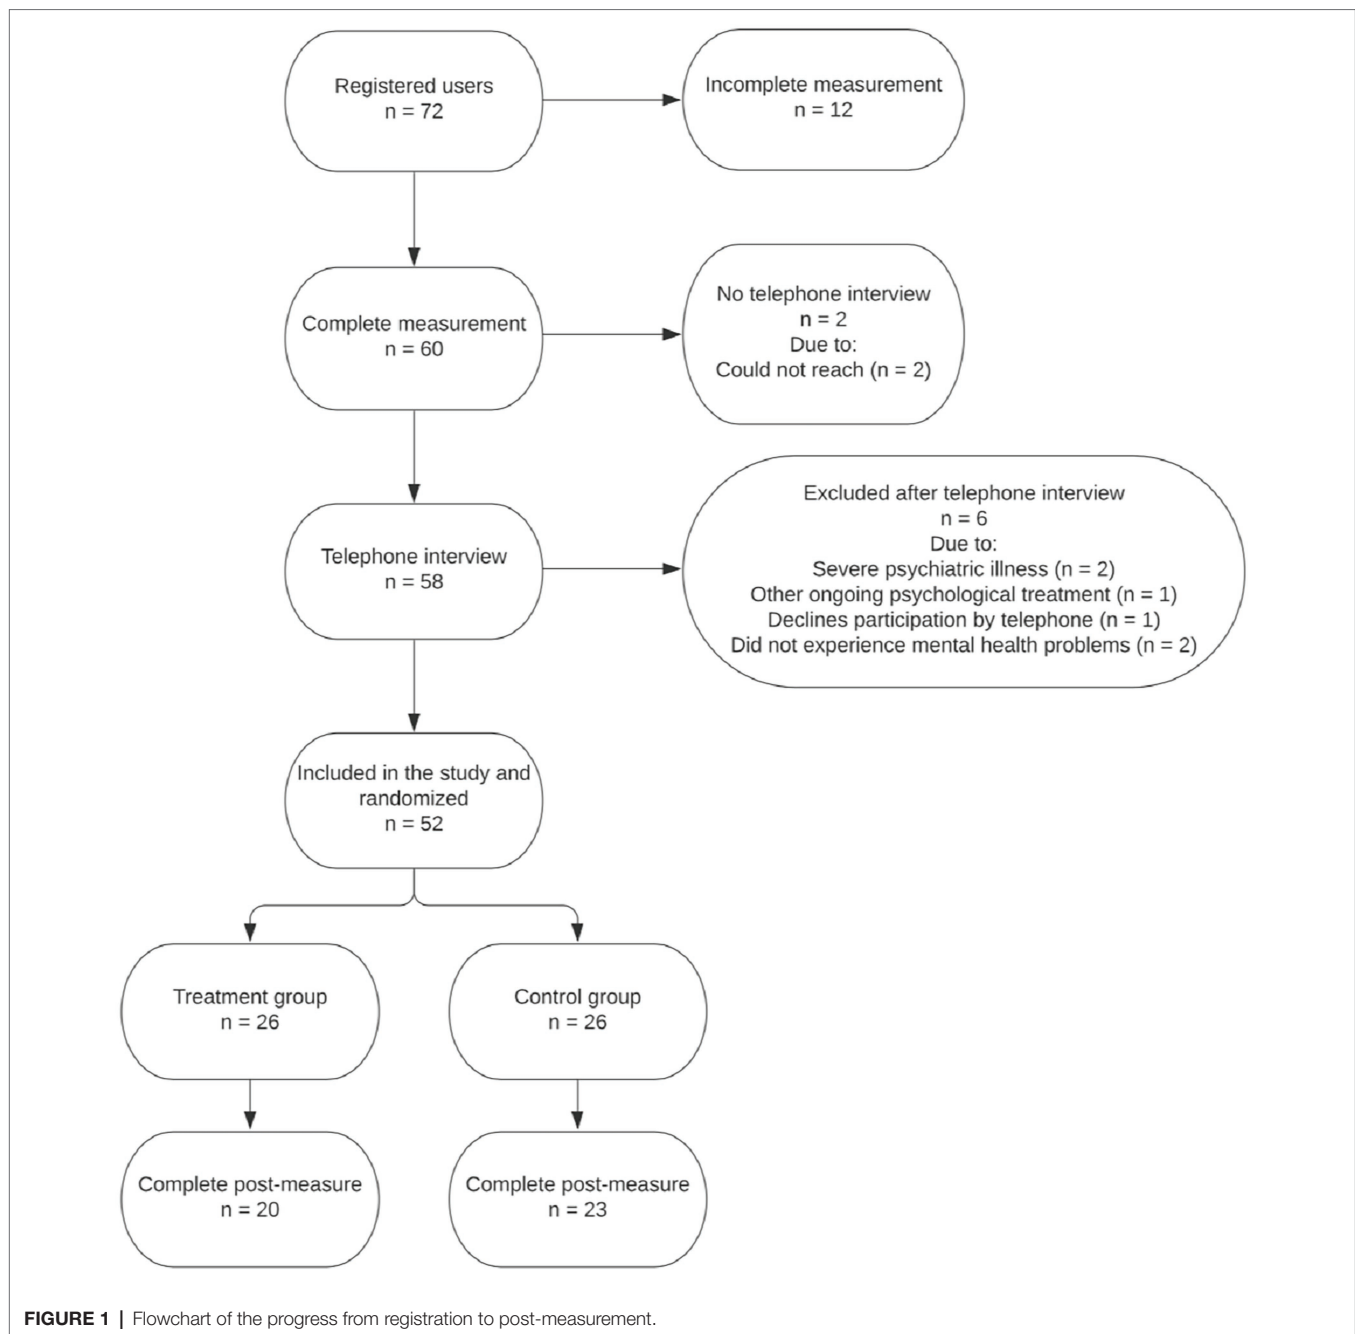 Registered users
n = 72
Incomplete measurement
n = 12
Complete measurement
n = 60
No telephone interview
n = 2
Due to:
Could not reach (n = 2)
Telephone interview
n = 58
Excluded after telephone interview
n = 6
Due to:
Severe psychiatric illness (n = 2)
Other ongoing psychological treatment (n = 1)
Declines participation by telephone (n = 1)
Did not experience mental health problems (n = 2)
Included in the study and
randomized
n = 52
Treatment group
n = 26
Control group
n = 26
Complete post-measure
n = 20
Complete post-measure
n = 23
FIGURE 1 | Flowchart of the progress from registration to post-measurement.